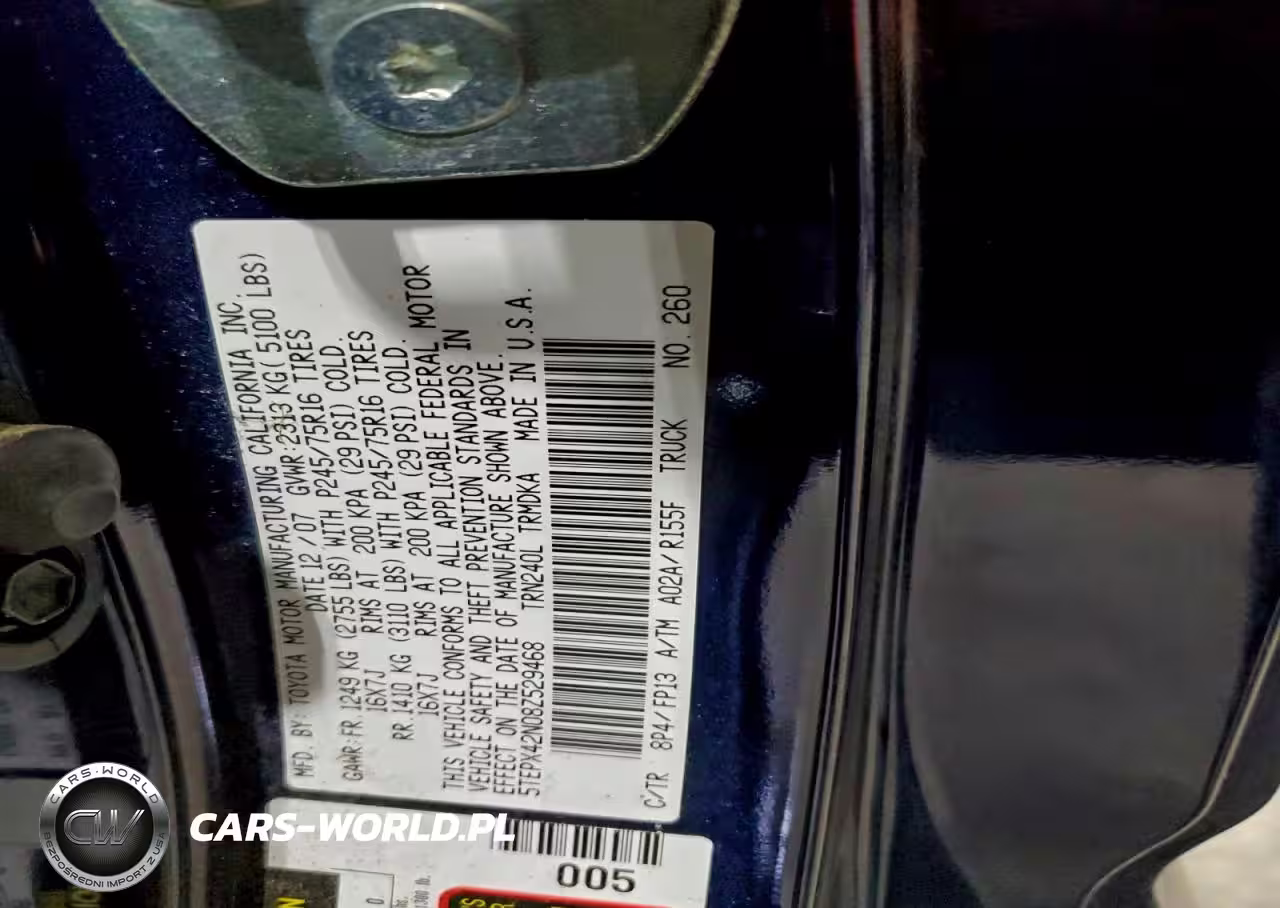 MFD. BY: TOYOTA MOTOR MANUFACTURING CALIFORNIA INC.
DATE 12/07 GVWR:2313 KG( 5100 LBS)
GAWR:FR.1249 KG (2755 LBS) WITH P245/75R16 TIRES
16X7J RIMS AT 200 KPA (29 PSI) COLD.
RR.1410 KG (3110 LBS) WITH P245/75R16 TIRES
16X7J RIMS AT 200 KPA (29 PSI) COLD.
THIS VEHICLE CONFORMS TO ALL APPLICABLE FEDERAL MOTOR
VEHICLE SAFETY AND THEFT PREVENTION STANDARDS IN
EFFECT ON THE DATE OF MANUFACTURE SHOWN ABOVE.
5TEPX42N08Z529468 TRN240L TRMDKA MADE IN U.S.A.
C/TR 8P4/FP13 A/TM A02A/R155F TRUCK NO. 260
005
CARS-WORLD
CW
BEZPOŚREDNI IMPORT Z USA
CARS-WORLD.PL